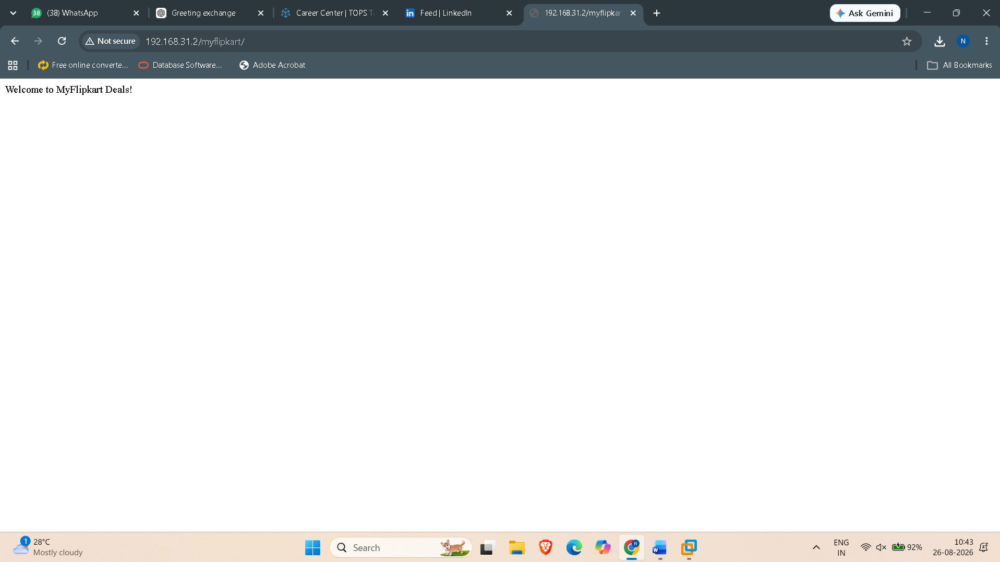 38
(38) WhatsApp
Greeting exchange
Career Center | TOPS T
Feed | LinkedIn
192.168.31.2/myflipkar
Ask Gemini
Not secure
192.168.31.2/myflipkart/
N
Free online converte...
Database Software...
Adobe Acrobat
All Bookmarks
Welcome to MyFlipkart Deals!
1
28°C
Mostly cloudy
Search
N
W
ENG
IN
92%
10:43
26-08-2026